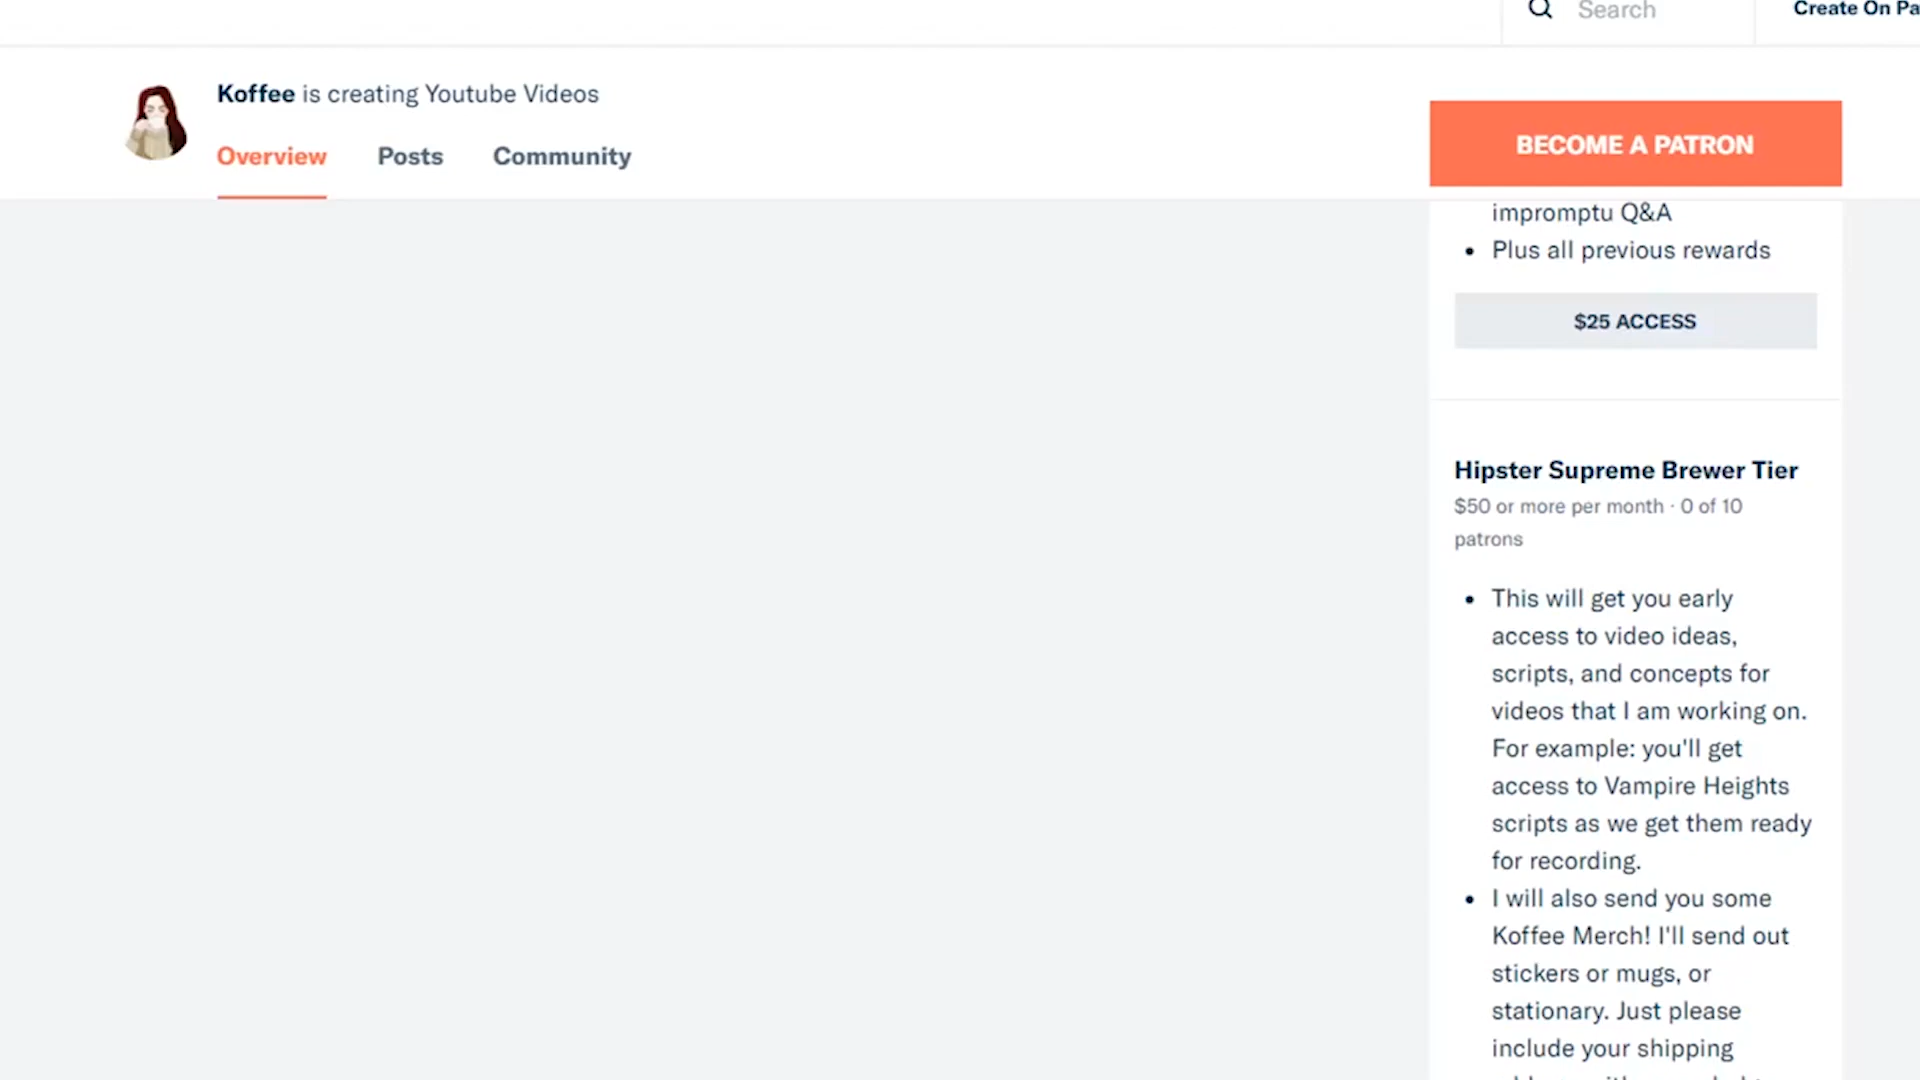 Search
Create On Pa
Koffee is creating Youtube Videos
Overview Posts Community
BECOME A PATRON
impromptu Q&A
• Plus all previous rewards
$25 ACCESS
Hipster Supreme Brewer Tier
$50 or more per month · 0 of 10
patrons
• This will get you early
access to video ideas,
scripts, and concepts for
videos that I am working on.
For example: you'll get
access to Vampire Heights
scripts as we get them ready
for recording.
• I will also send you some
Koffee Merch! I'll send out
stickers or mugs, or
stationary. Just please
include your shipping